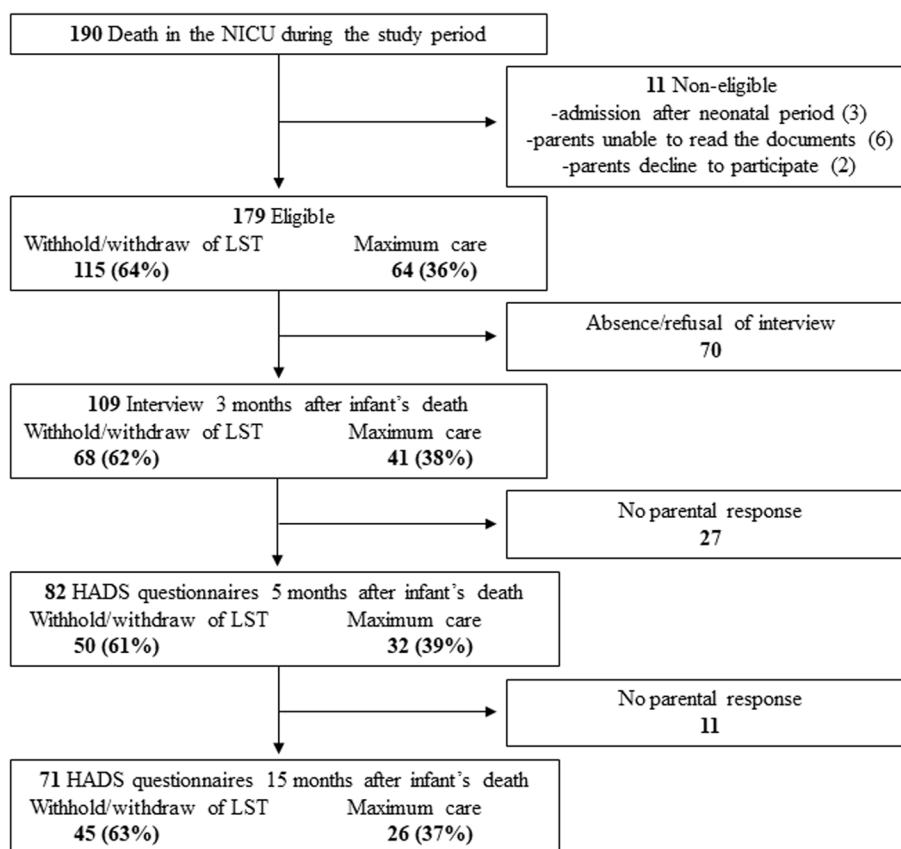 190 Death in the NICU during the study period
11 Non-eligible
-admission after neonatal period (3)
-parents unable to read the documents (6)
-parents decline to participate (2)
179 Eligible
Withhold/withdraw of LST Maximum care
115 (64%) 64 (36%)
Absence/refusal of interview
70
109 Interview 3 months after infant's death
Withhold/withdraw of LST Maximum care
68 (62%) 41 (38%)
No parental response
27
82 HADS questionnaires 5 months after infant's death
Withhold/withdraw of LST Maximum care
50 (61%) 32 (39%)
No parental response
11
71 HADS questionnaires 15 months after infant's death
Withhold/withdraw of LST Maximum care
45 (63%) 26 (37%)